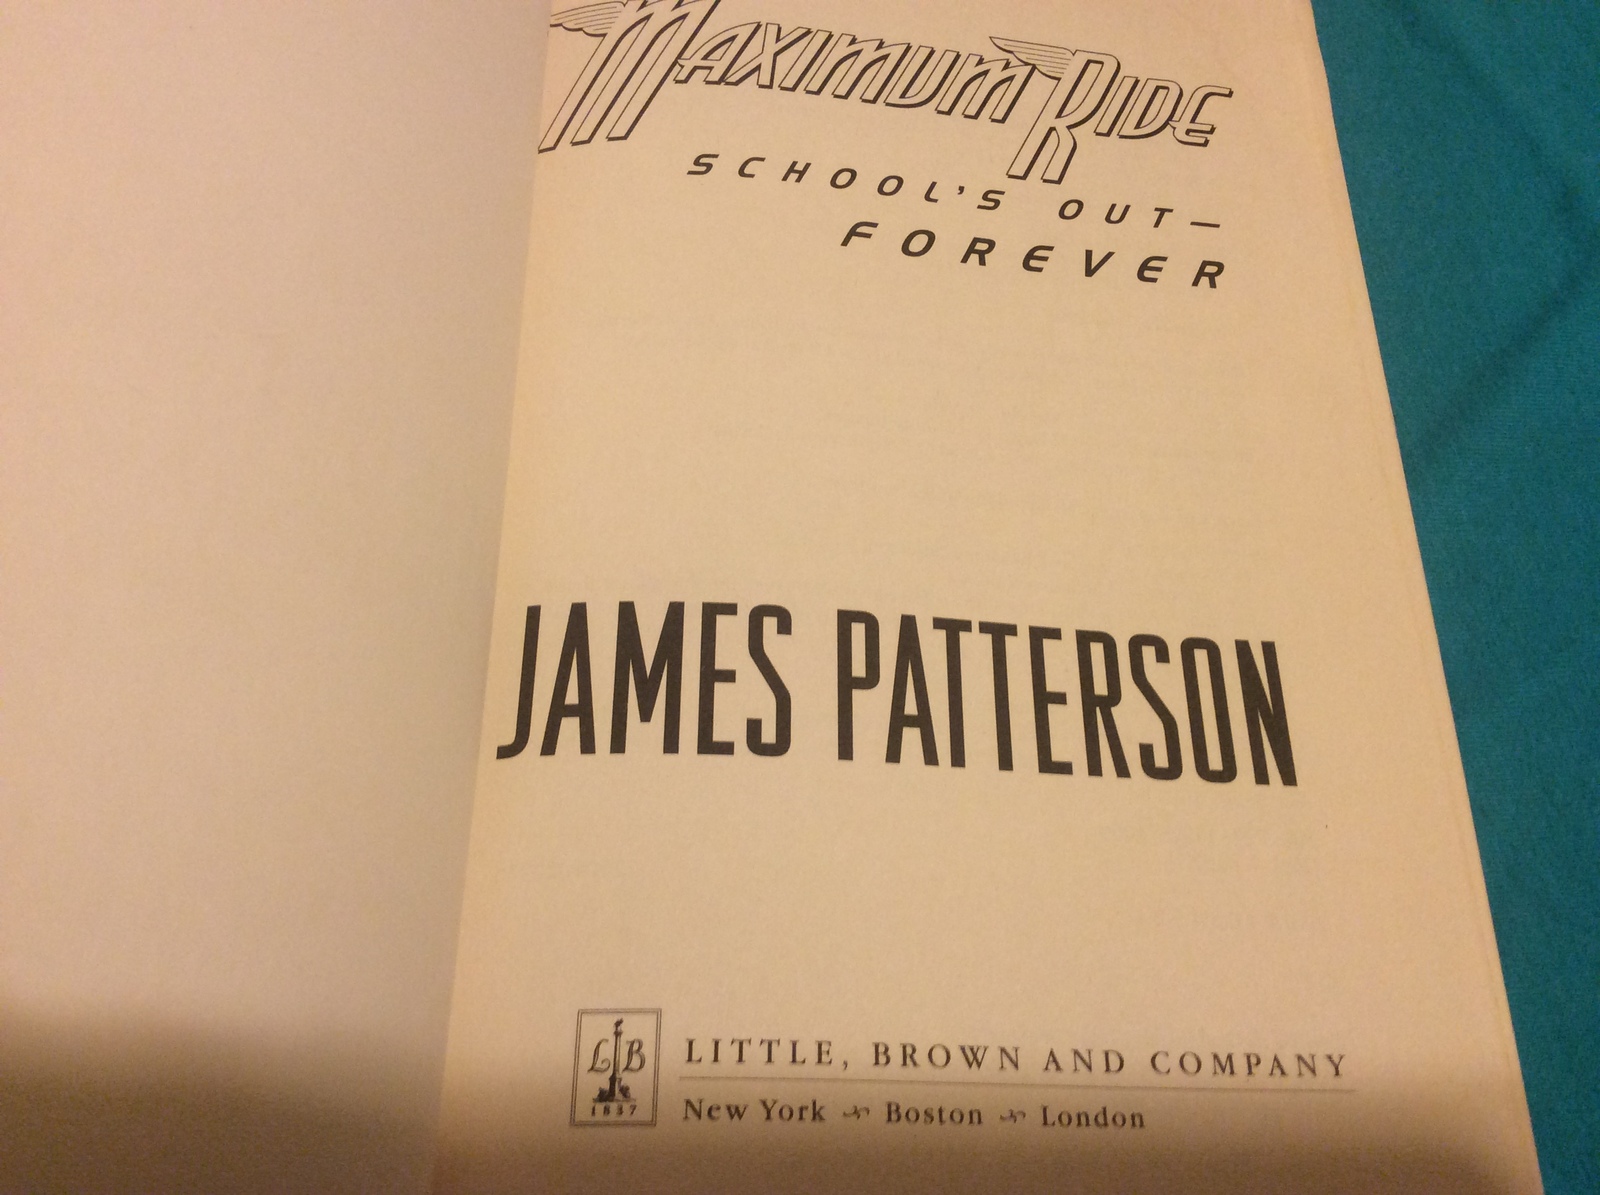 MAXIMUM RIDE
SCHOOL'S OUT—
FOREVER
JAMES PATTERSON
LB
1837
LITTLE, BROWN AND COMPANY
New York Boston London